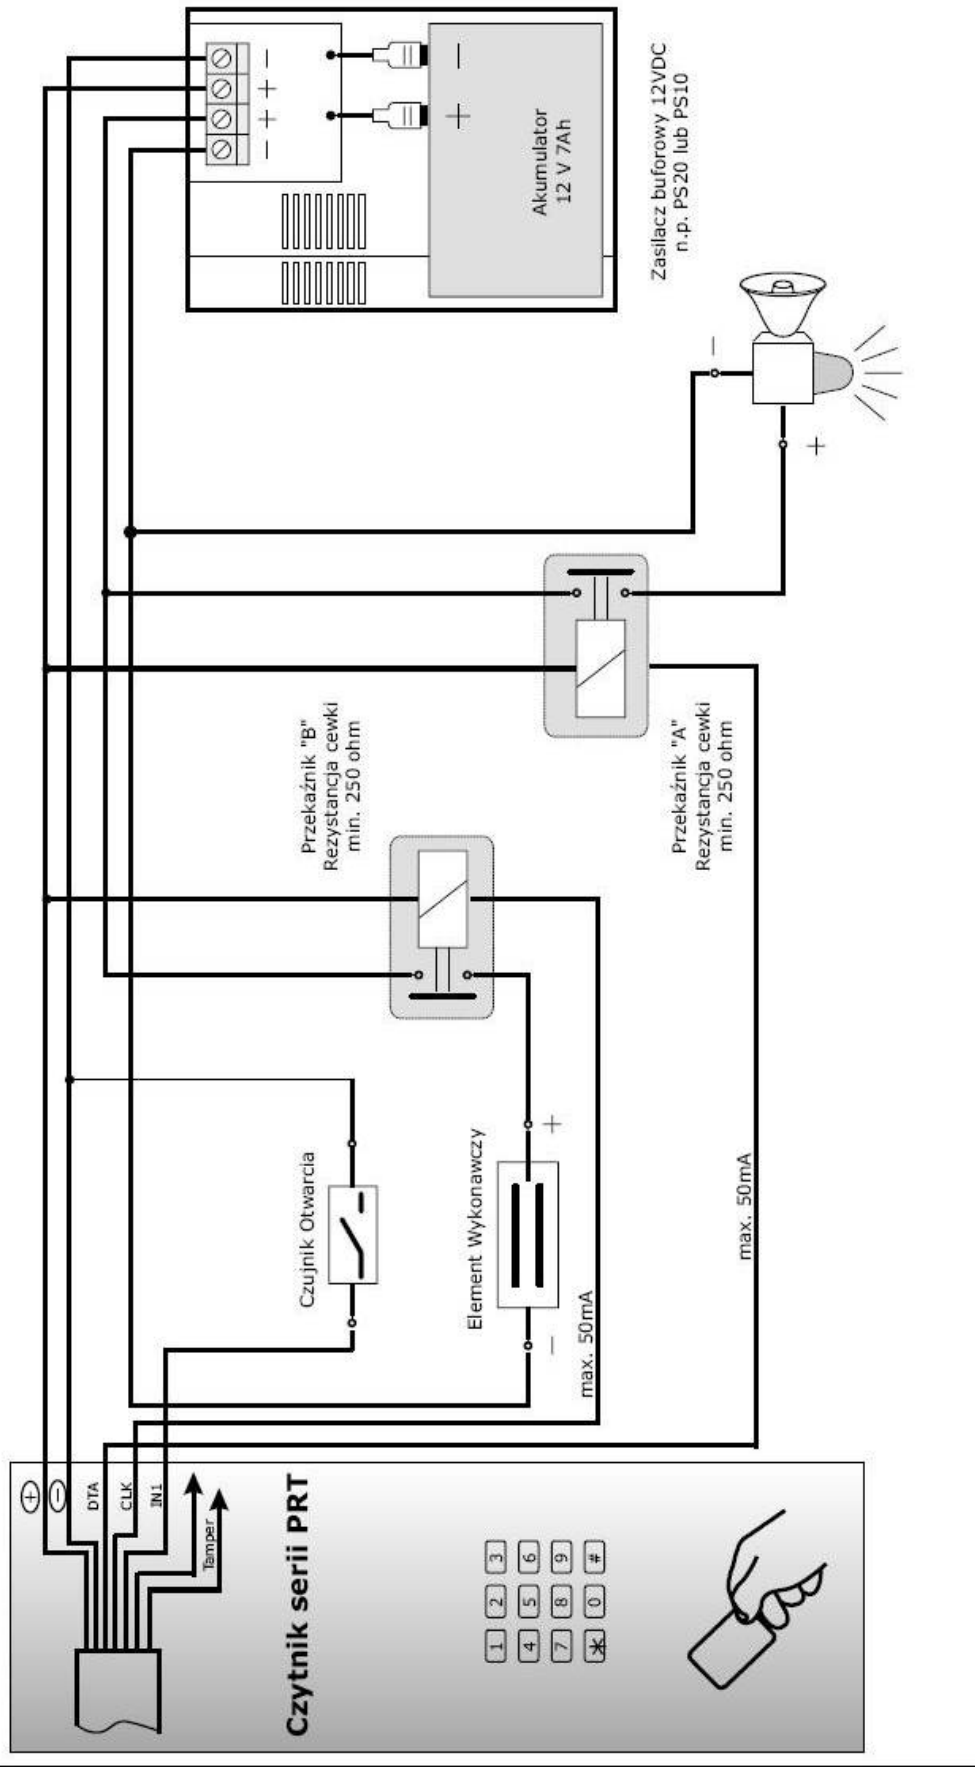 Czytnik serii PRT
+
−
DTA
CLK
IN1
Tamper
1 2 3
4 5 6
7 8 9
* 0 #
Czujnik Otwarcia
Element Wykonawczy
−
+
max. 50mA
max. 50mA
Przekaźnik "B"
Rezystancja cewki
min. 250 ohm
Przekaźnik "A"
Rezystancja cewki
min. 250 ohm
−
+
+
−
−
+
Akumulator
12 V 7Ah
Zasilacz buforowy 12VDC
n.p. PS20 lub PS10
−
+